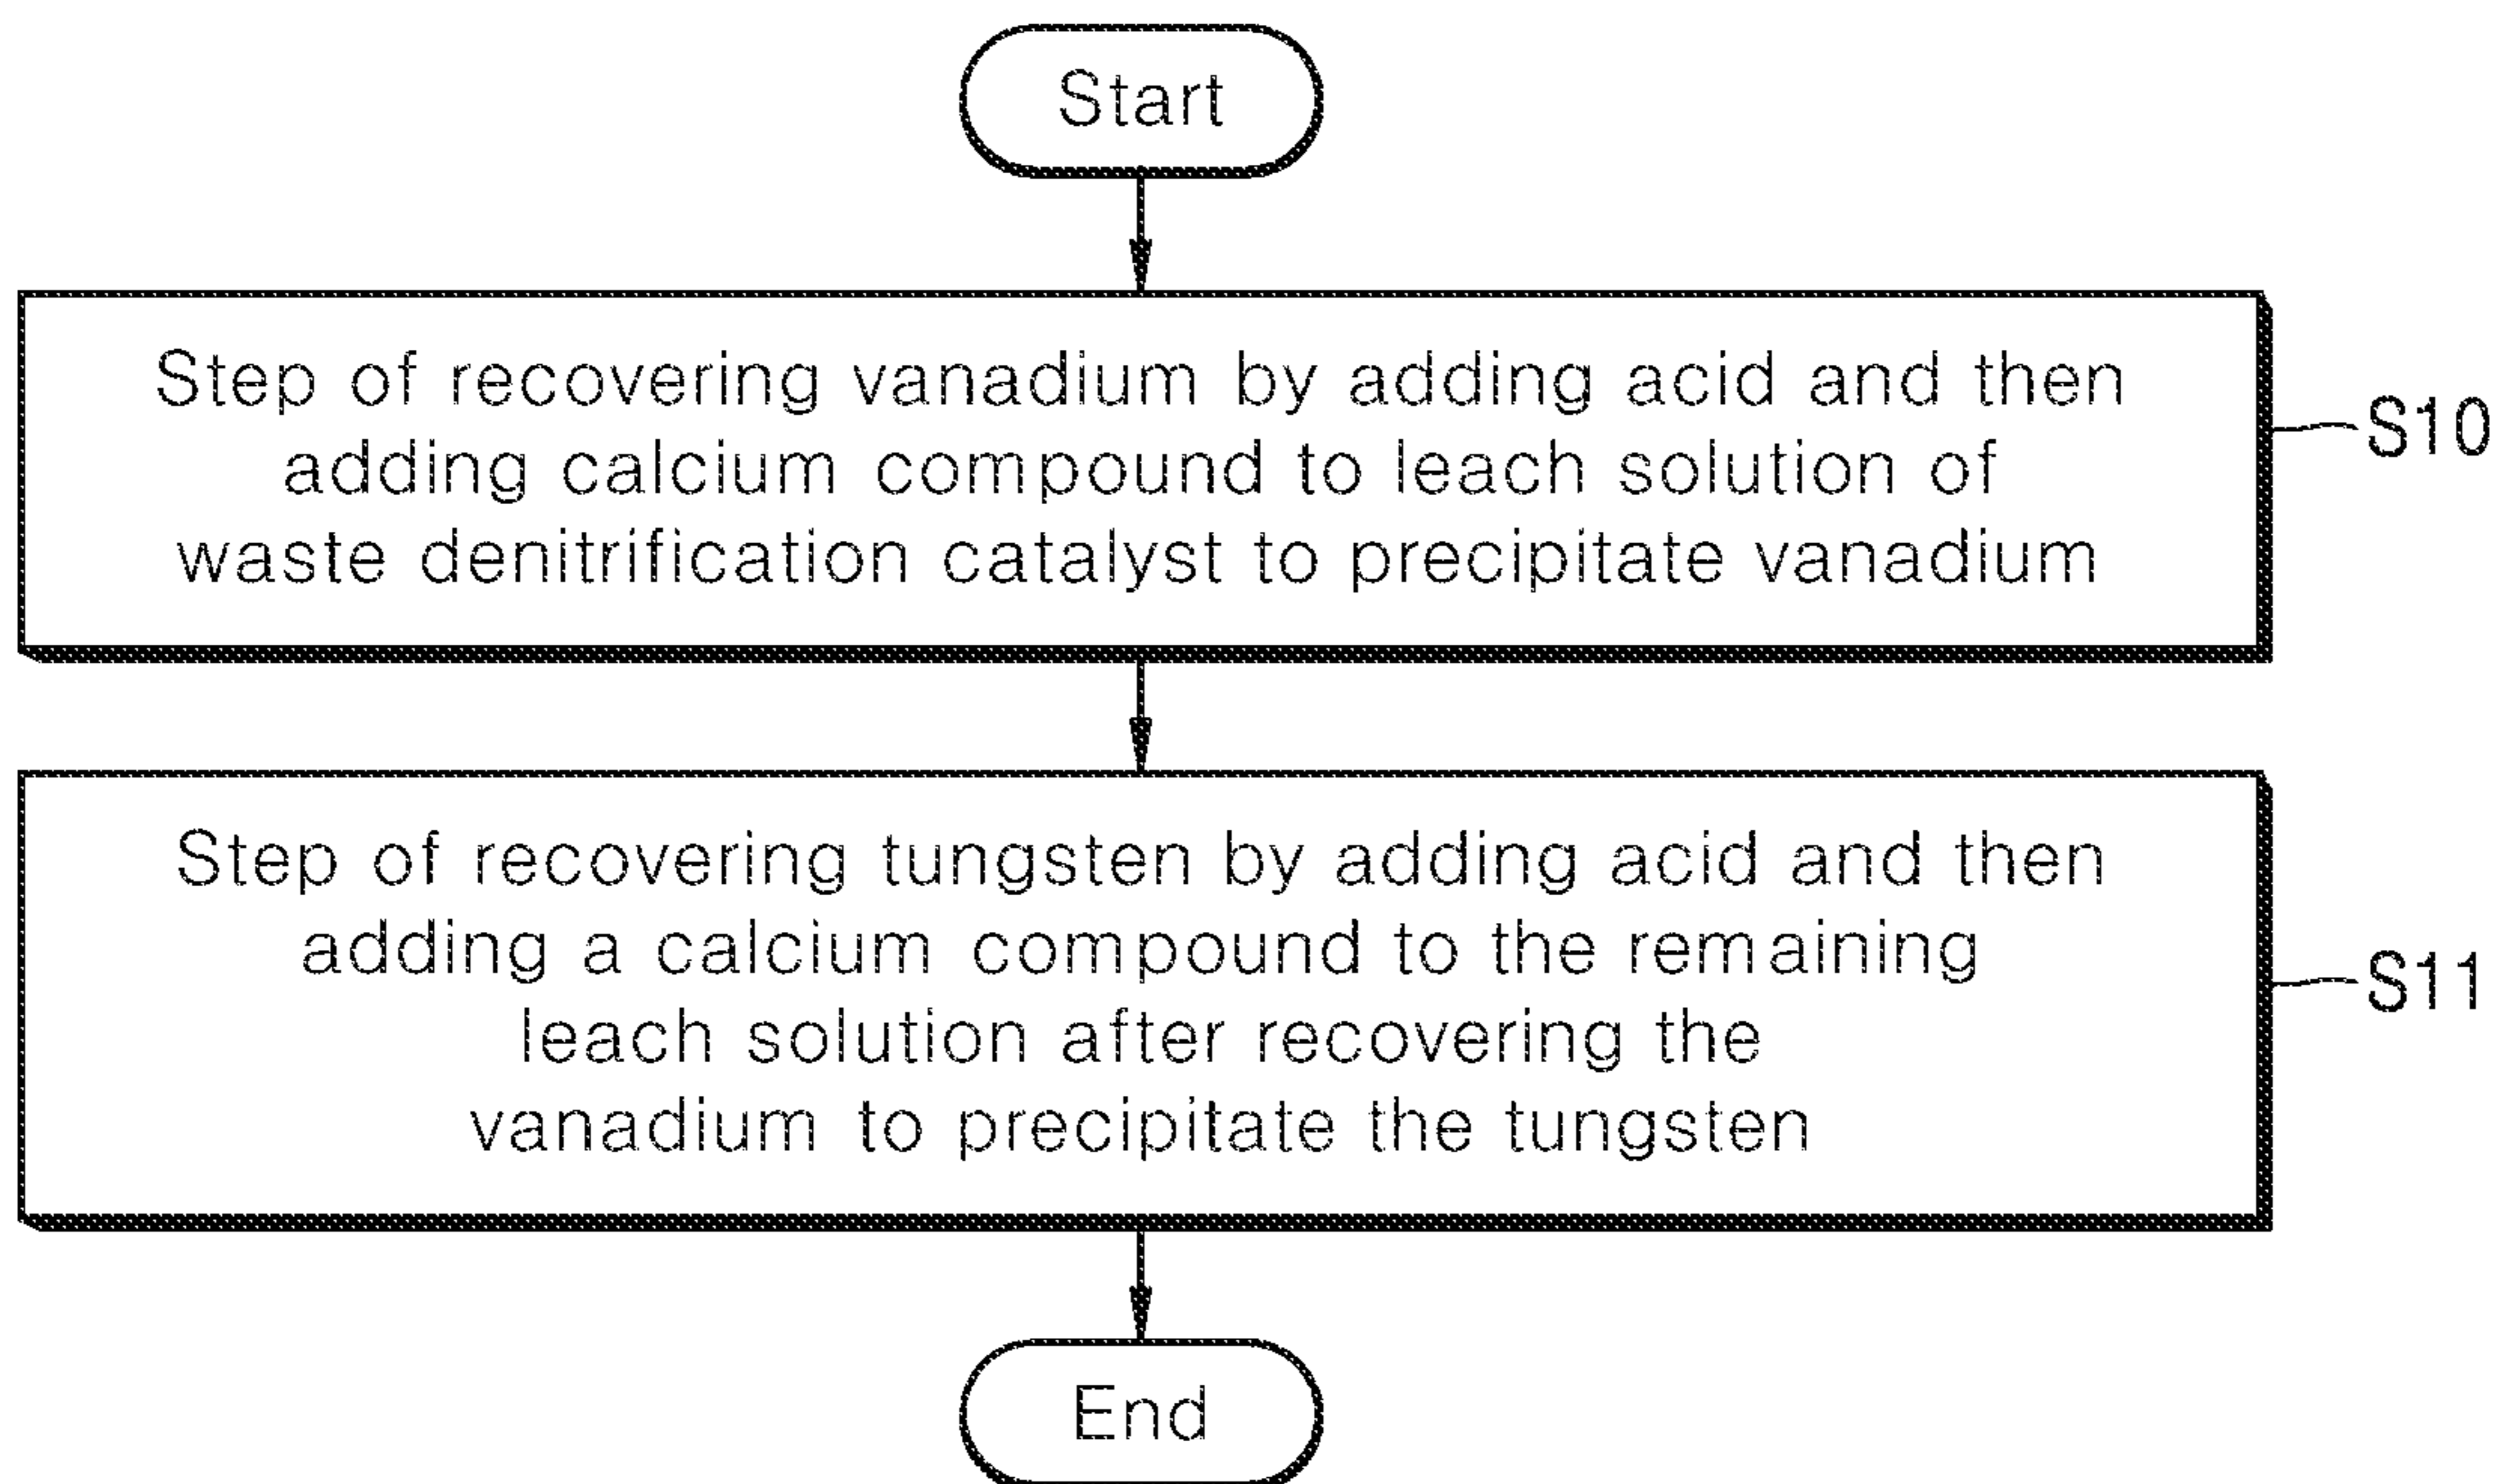 Start
Step of recovering vanadium by adding acid and then
adding calcium compound to leach solution of
waste denitrification catalyst to precipitate vanadium
S10
Step of recovering tungsten by adding acid and then
adding a calcium compound to the remaining
leach solution after recovering the
vanadium to precipitate the tungsten
S11
End